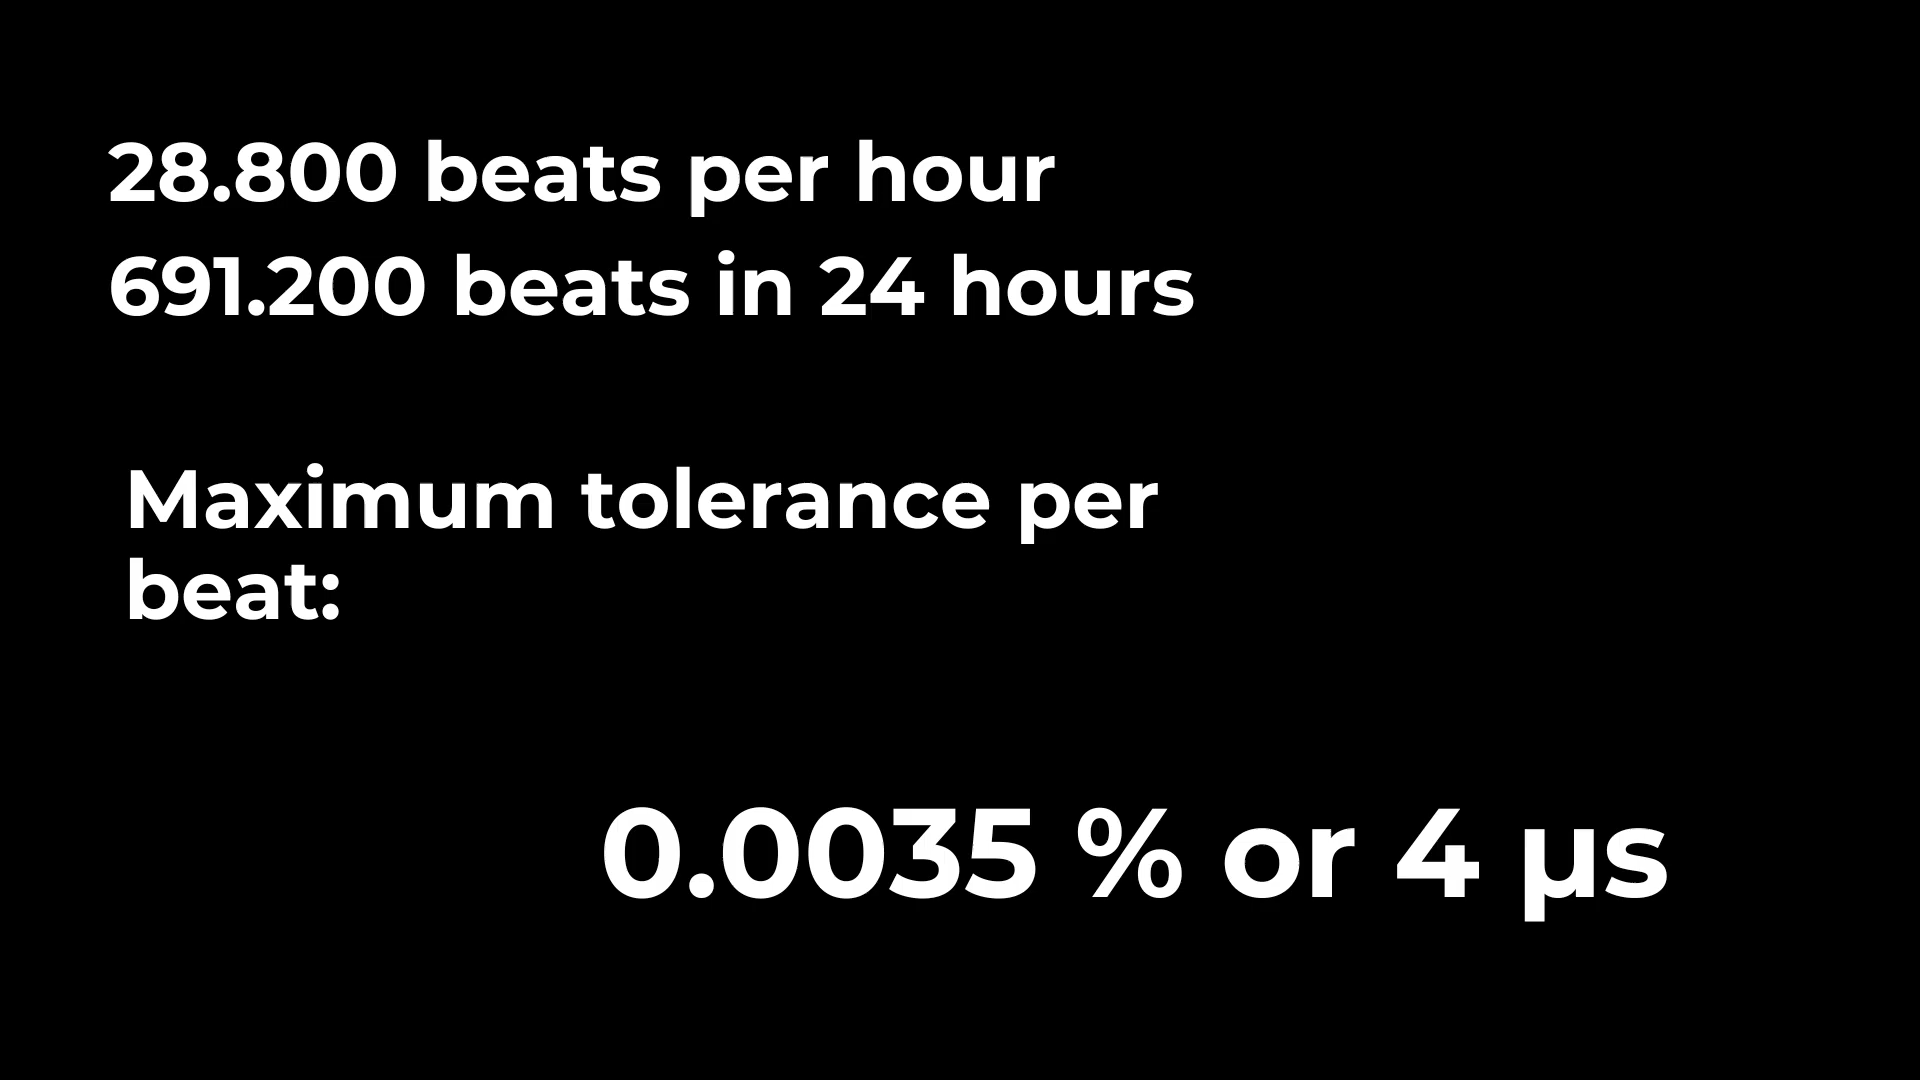 28.800 beats per hour
691.200 beats in 24 hours
Maximum tolerance per
beat:
0.0035 % or 4 µs